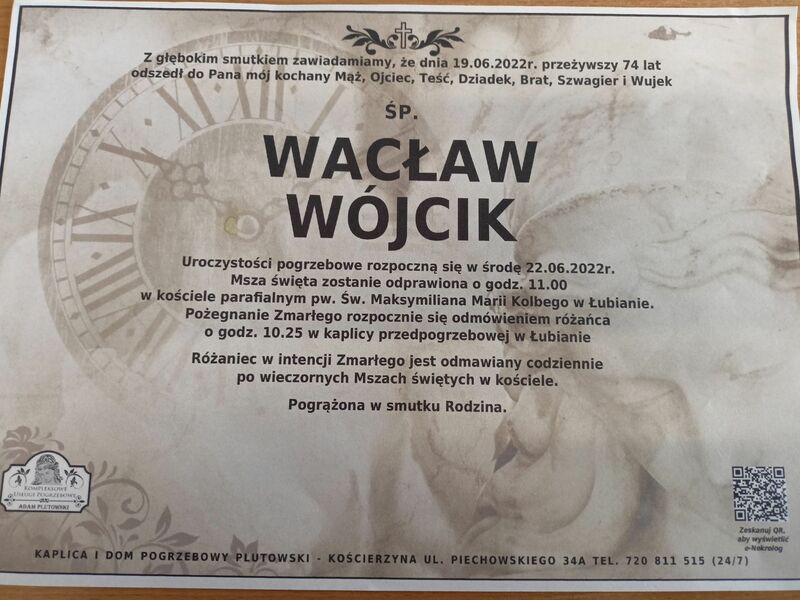 Z głębokim smutkiem zawiadamiamy, że dnia 19.06.2022r. przeżywszy 74 lat
odszedł do Pana mój kochany Mąż, Ojciec, Teść, Dziadek, Brat, Szwagier i Wujek
ŚP.
WACŁAW
WÓJCIK
Uroczystości pogrzebowe rozpoczną się w środę 22.06.2022r.
Msza święta zostanie odprawiona o godz. 11.00
w kościele parafialnym pw. Św. Maksymiliana Marii Kolbego w Łubianie.
Pożegnanie Zmarłego rozpocznie się odmówieniem różańca
o godz. 10.25 w kaplicy przedpogrzebowej w Łubianie
Różaniec w intencji Zmarłego jest odmawiany codziennie
po wieczornych Mszach świętych w kościele.
Pogrążona w smutku Rodzina.
KOMPLEKSOWE
USŁUGI POGRZEBOWE
ADAM PLUTOWSKI
Zeskanuj QR,
aby wyświetlić
e-Nekrolog
KAPLICA I DOM POGRZEBOWY PLUTOWSKI - KOŚCIERZYNA UL. PIECHOWSKIEGO 34A TEL. 720 811 515 (24/7)